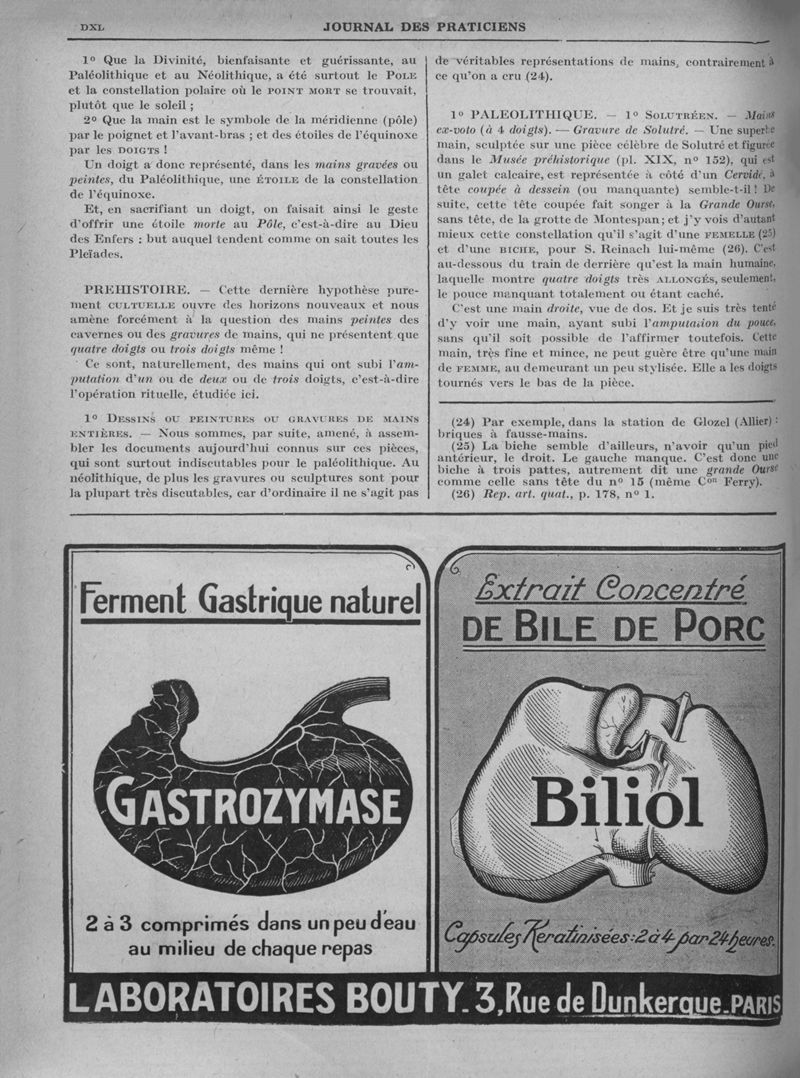 DXL
JOURNAL DES PRATICIENS
1º Que la Divinité, bienfaisante et guérissante, au
Paléolithique et au Néolithique, a été surtout le POLE
et la constellation polaire où le POINT MORT se trouvait,
plutôt que le soleil ;
2º Que la main est le symbole de la méridienne (pôle)
par le poignet et l'avant-bras ; et des étoiles de l'équinoxe
par les DOIGTS !
Un doigt a donc représenté, dans les mains gravées ou
peintes, du Paléolithique, une ÉTOILE de la constellation
de l'équinoxe.
Et, en sacrifiant un doigt, on faisait ainsi le geste
d'offrir une étoile morte au Pôle, c'est-à-dire au Dieu
des Enfers : but auquel tendent comme on sait toutes les
Pleïades.
PREHISTOIRE. — Cette dernière hypothèse pure-
ment CULTUELLE ouvre des horizons nouveaux et nous
amène forcément à la question des mains peintes des
cavernes ou des gravures de mains, qui ne présentent que
quatre doigts ou trois doigts même !
Ce sont, naturellement, des mains qui ont subi l'am-
putation d'un ou de deux ou de trois doigts, c'est-à-dire
l'opération rituelle, étudiée ici.
1º DESSINS OU PEINTURES OU GRAVURES DE MAINS
ENTIÈRES. — Nous sommes, par suite, amené, à assem-
bler les documents aujourd'hui connus sur ces pièces,
qui sont surtout indiscutables pour le paléolithique. Au
néolithique, de plus les gravures ou sculptures sont pour
la plupart très discutables, car d'ordinaire il ne s'agit pas
de véritables représentations de mains, contrairement à
ce qu'on a cru (24).
1º PALEOLITHIQUE. — 1º SOLUTRÉEN. — Mains
ex-voto (à 4 doigts). — Gravure de Solutré. — Une superbe
main, sculptée sur une pièce célèbre de Solutré et figurée
dans le Musée préhistorique (pl. XIX, nº 152), qui est
un galet calcaire, est représentée à côté d'un Cervidé, à
tête coupée à dessein (ou manquante) semble-t-il ! De
suite, cette tête coupée fait songer à la Grande Ourse,
sans tête, de la grotte de Montespan ; et j'y vois d'autant
mieux cette constellation qu'il s'agit d'une FEMELLE (25)
et d'une BICHE, pour S. Reinach lui-même (26). C'est
au-dessous du train de derrière qu'est la main humaine,
laquelle montre quatre doigts très ALLONGÉS, seulement,
le pouce manquant totalement ou étant caché.
C'est une main droite, vue de dos. Et je suis très tenté
d'y voir une main, ayant subi l'amputation du pouce,
sans qu'il soit possible de l'affirmer toutefois. Cette
main, très fine et mince, ne peut guère être qu'une main
de FEMME, au demeurant un peu stylisée. Elle a les doigts
tournés vers le bas de la pièce.
(24) Par exemple, dans la station de Glozel (Allier) :
briques à fausse-mains.
(25) La biche semble d'ailleurs, n'avoir qu'un pied
antérieur, le droit. Le gauche manque. C'est donc une
biche à trois pattes, autrement dit une grande Ourse
comme celle sans tête du nº 15 (même Con Ferry).
(26) Rep. art. quat., p. 178, nº 1.
Ferment Gastrique naturel
GASTROZYMASE
2 à 3 comprimés dans un peu d'eau
au milieu de chaque repas
Extrait Concentré
DE BILE DE PORC
Biliol
Capsules Kératinisées : 2 à 4 par 24 heures.
LABORATOIRES BOUTY_3, Rue de Dunkerque_PARIS